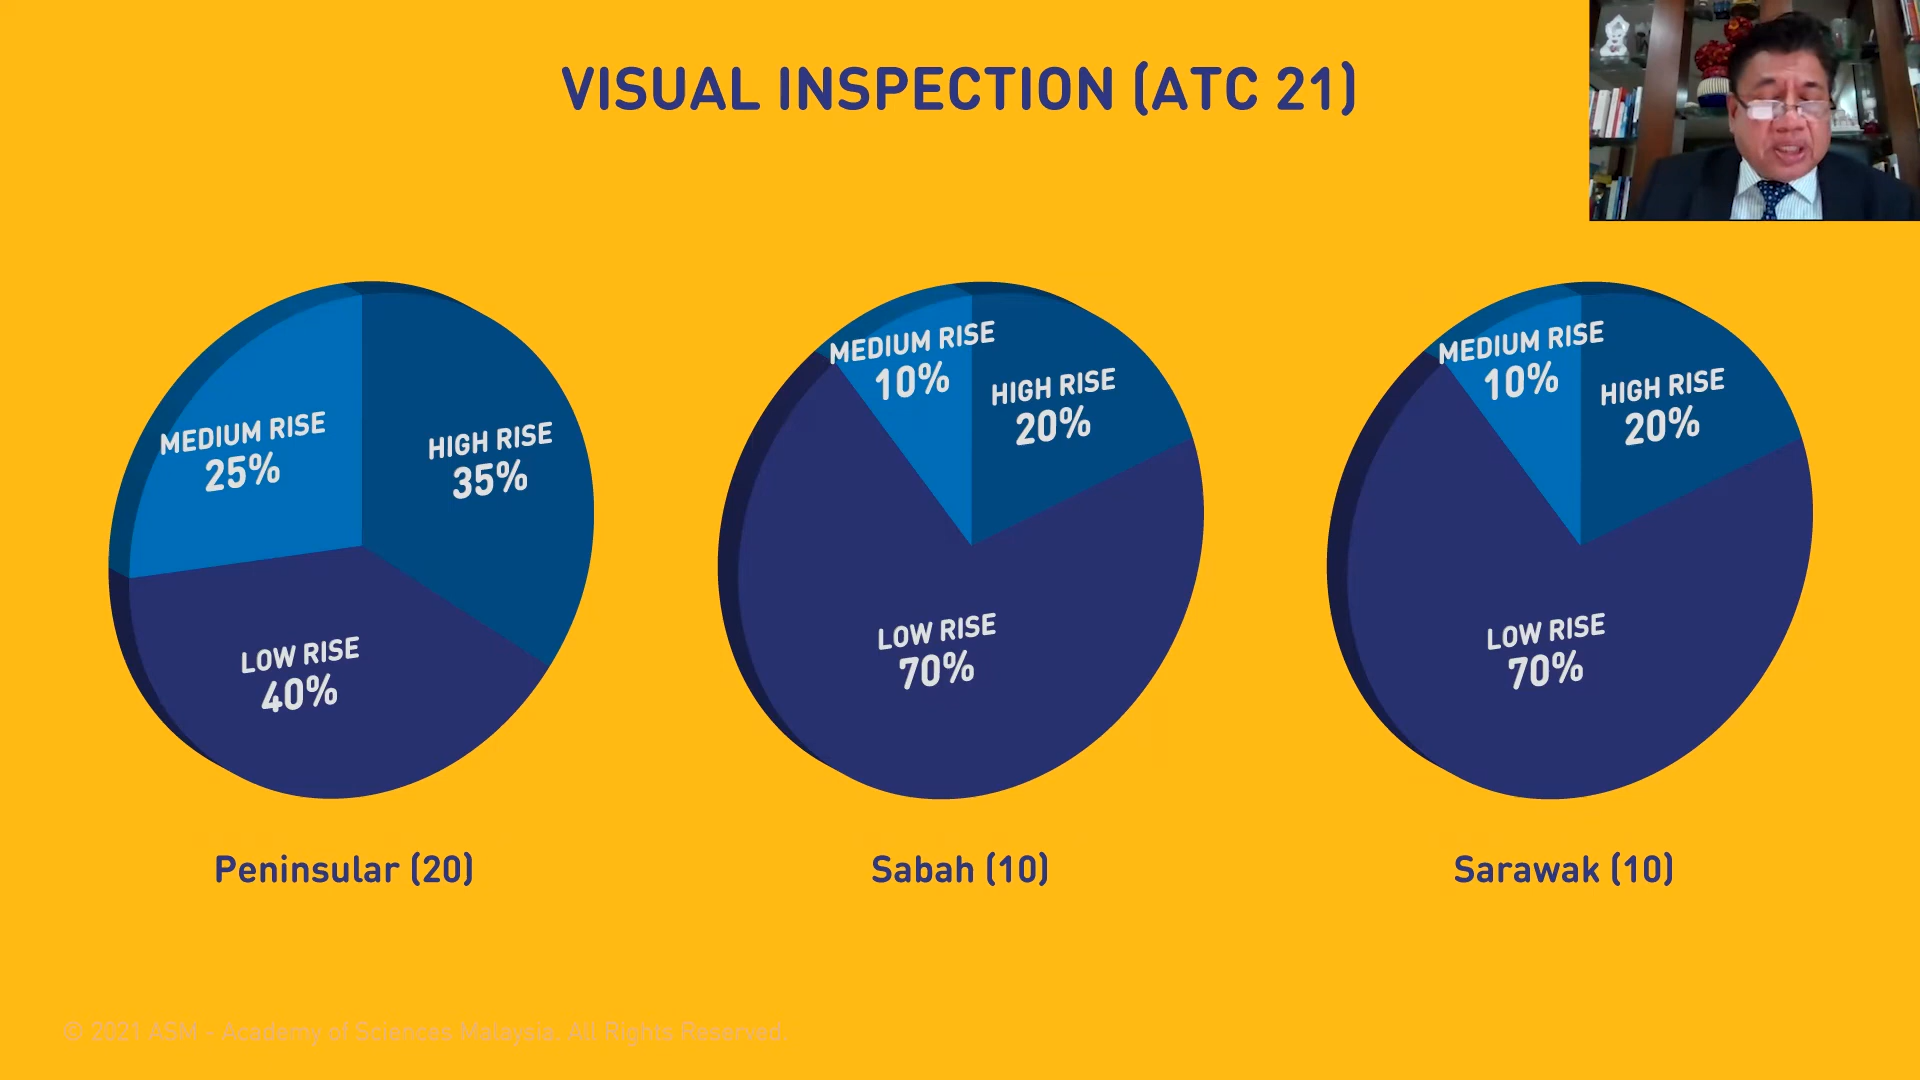 VISUAL INSPECTION (ATC 21)
MEDIUM RISE
25%
HIGH RISE
35%
LOW RISE
40%
Peninsular (20)
MEDIUM RISE
10%
HIGH RISE
20%
LOW RISE
70%
Sabah (10)
MEDIUM RISE
10%
HIGH RISE
20%
LOW RISE
70%
Sarawak (10)
© 2021 ASM - Academy of Sciences Malaysia. All Rights Reserved.